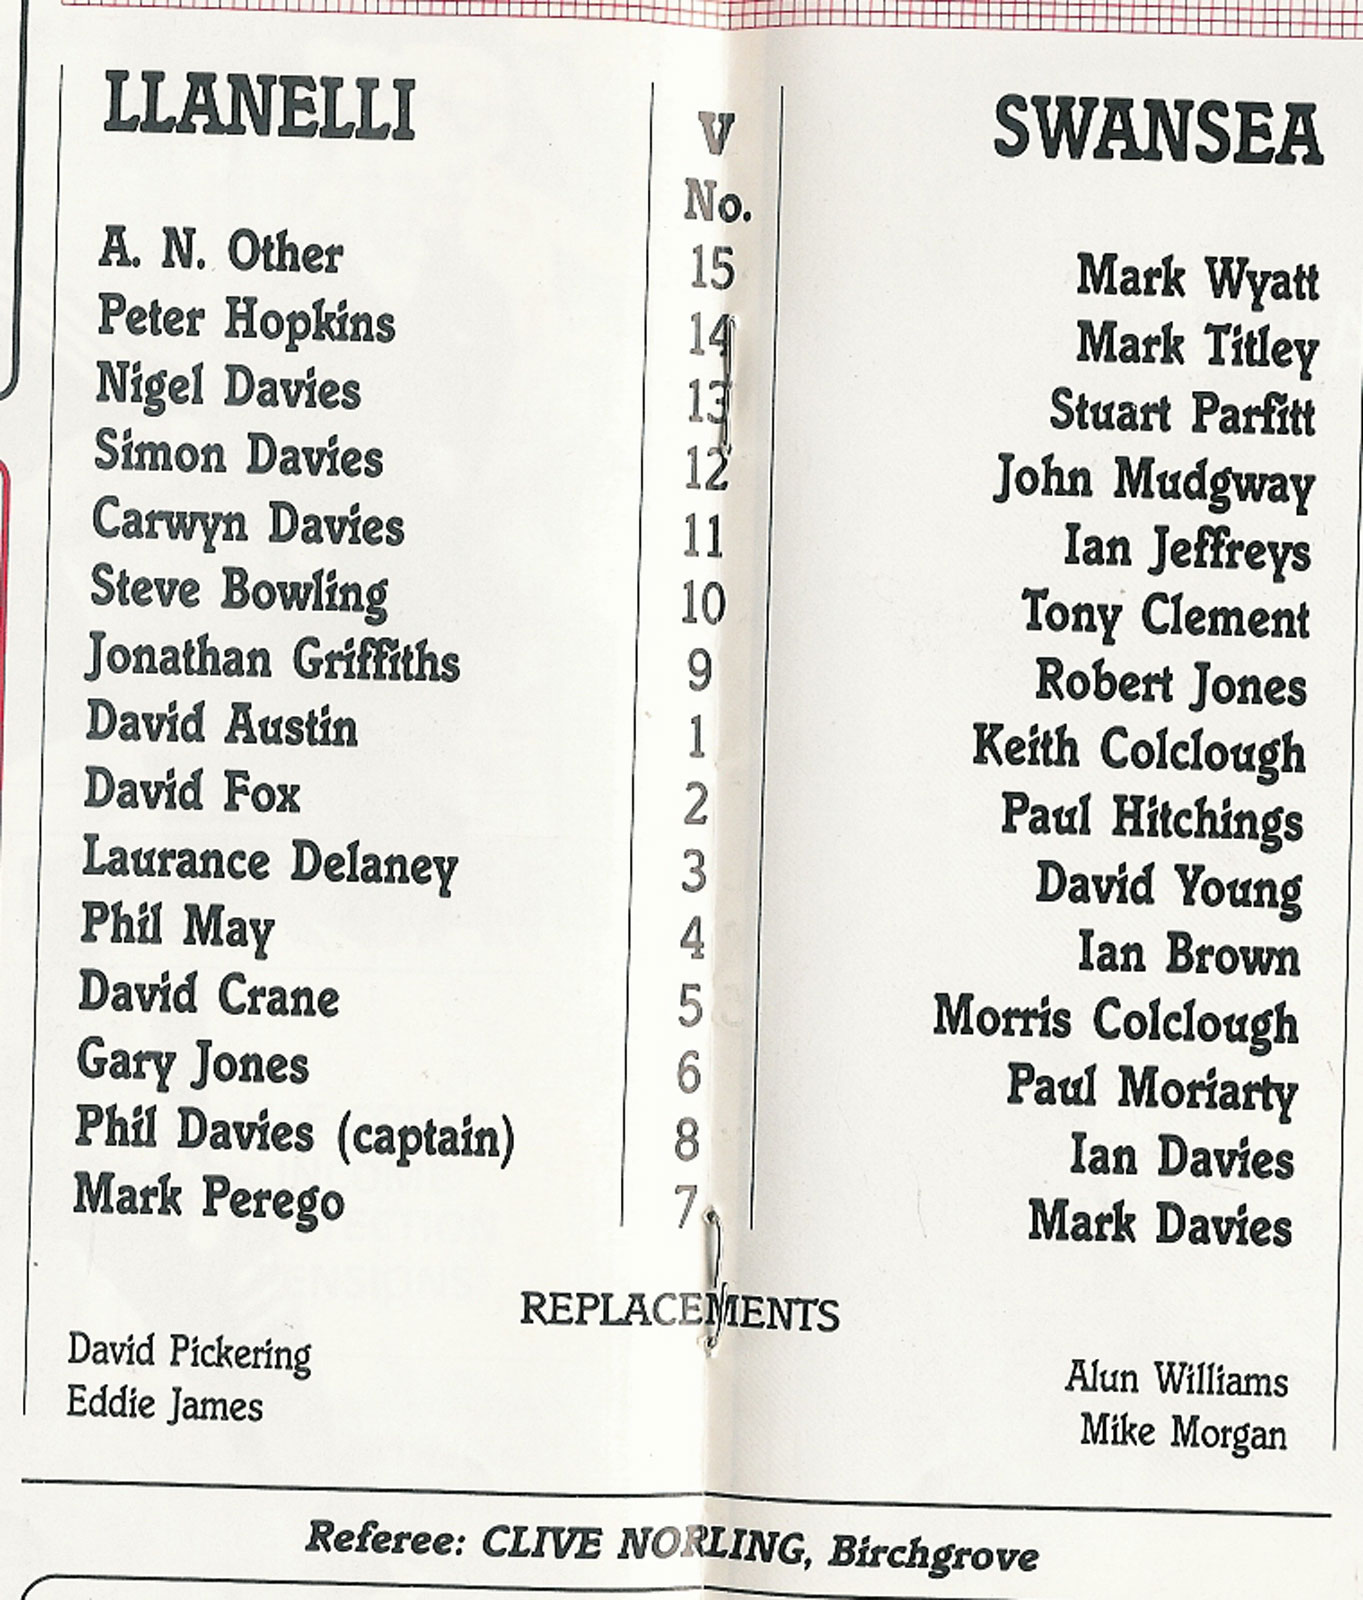 LLANELLI V SWANSEA
No.
A. N. Other 15 Mark Wyatt
Peter Hopkins 14 Mark Titley
Nigel Davies 13 Stuart Parfitt
Simon Davies 12 John Mudgway
Carwyn Davies 11 Ian Jeffreys
Steve Bowling 10 Tony Clement
Jonathan Griffiths 9 Robert Jones
David Austin 1 Keith Colclough
David Fox 2 Paul Hitchings
Laurance Delaney 3 David Young
Phil May 4 Ian Brown
David Crane 5 Morris Colclough
Gary Jones 6 Paul Moriarty
Phil Davies (captain) 8 Ian Davies
Mark Perego 7 Mark Davies
REPLACEMENTS
David Pickering Alun Williams
Eddie James Mike Morgan
Referee: CLIVE NORLING, Birchgrove